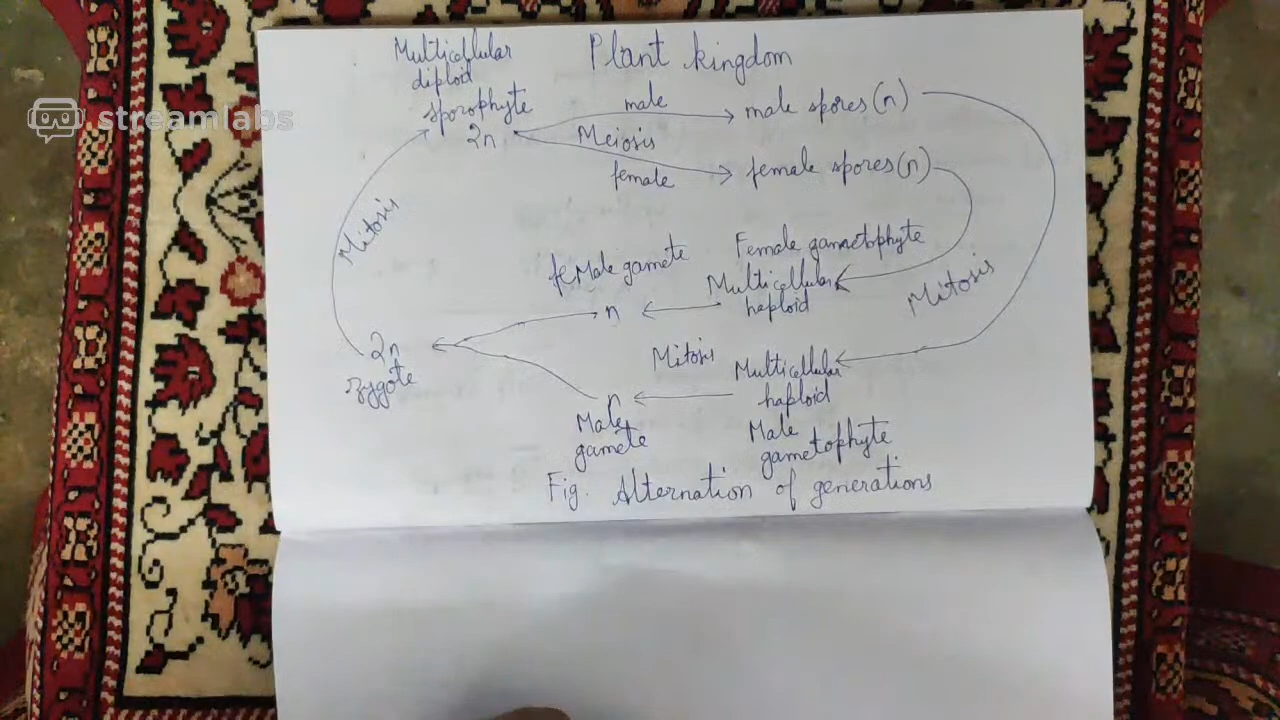 streamlabs
Plant kingdom
Multicellular
diploid
sporophyte
2n
male
Meiosis
female
male spores (n)
female spores (n)
Mitosis
Female gametophyte
Multicellular
haploid
feMale gamete
n
Mitosis
2n
zygote
Mitosis
Multicellular
haploid
Male
gametophyte
n
Male
gamete
Fig. Alternation of generations